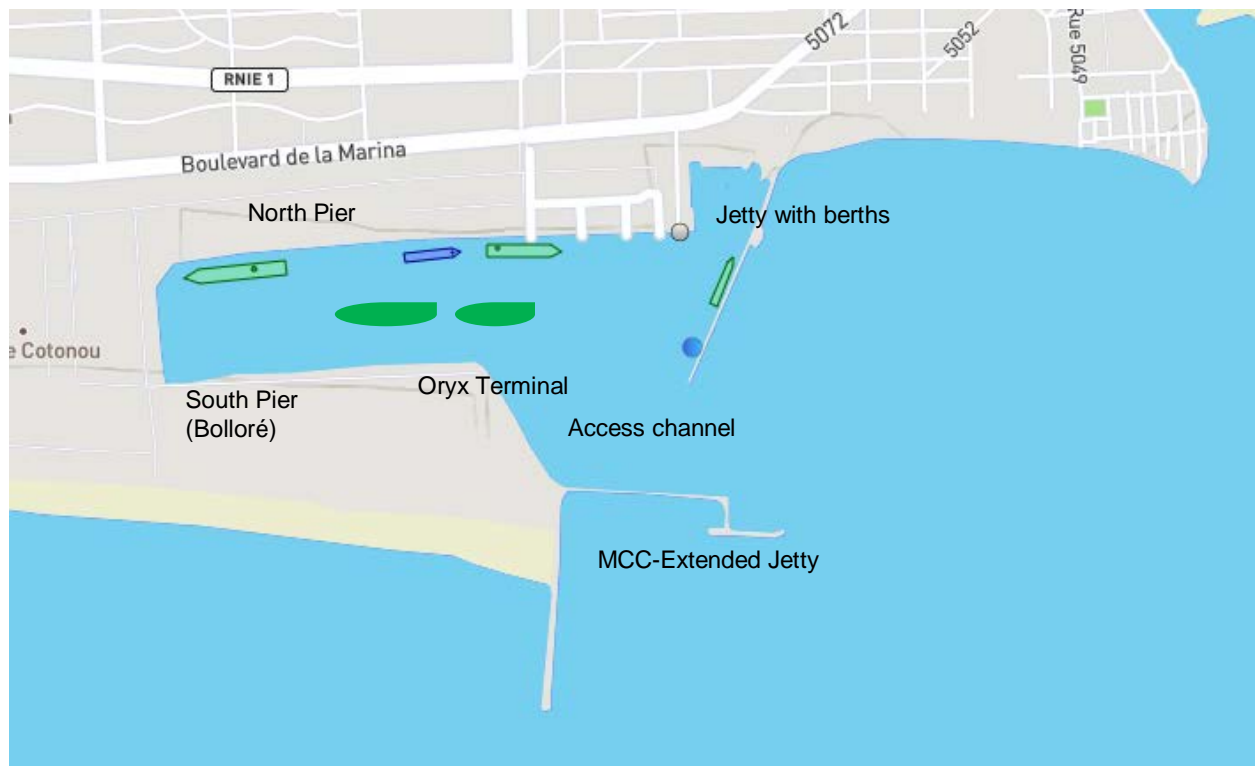 5072
5052
Rue 5049
RNIE 1
Boulevard de la Marina
North Pier
Jetty with berths
e Cotonou
South Pier
(Bolloré)
Oryx Terminal
Access channel
MCC-Extended Jetty